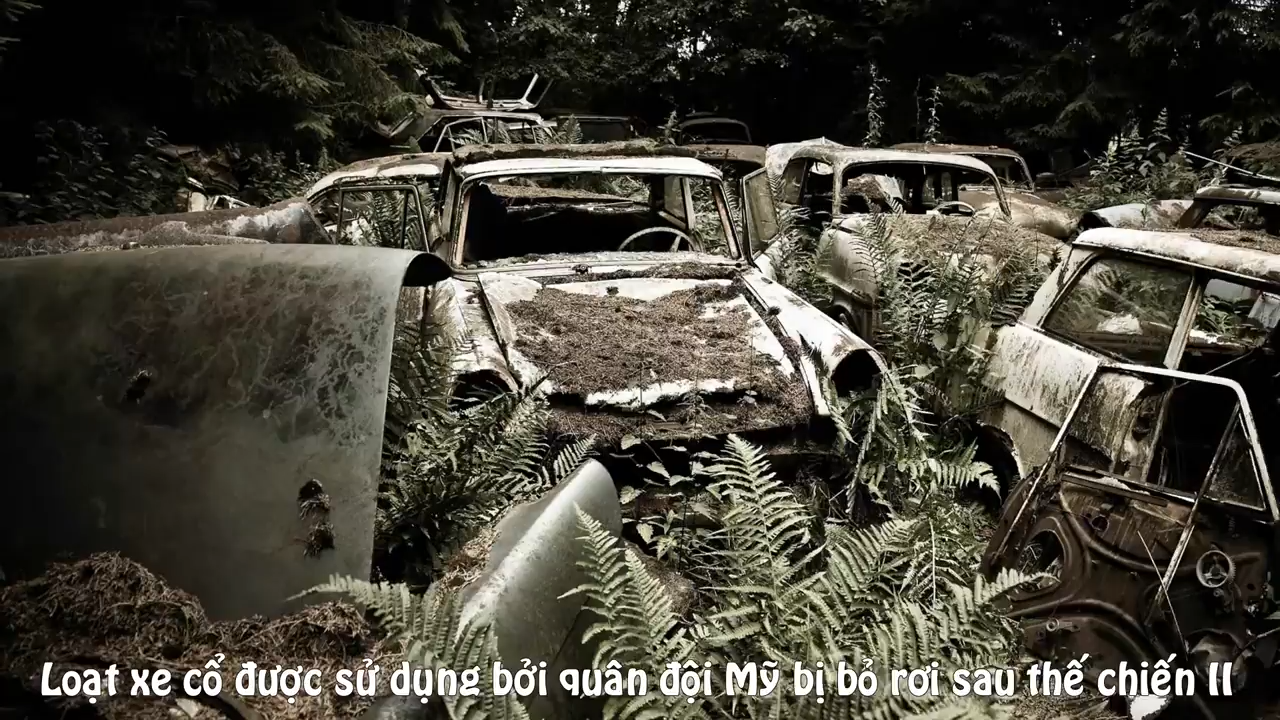 Loạt xe cổ được sử dụng bởi quân đội Mỹ bị bỏ rơi sau thế chiến II